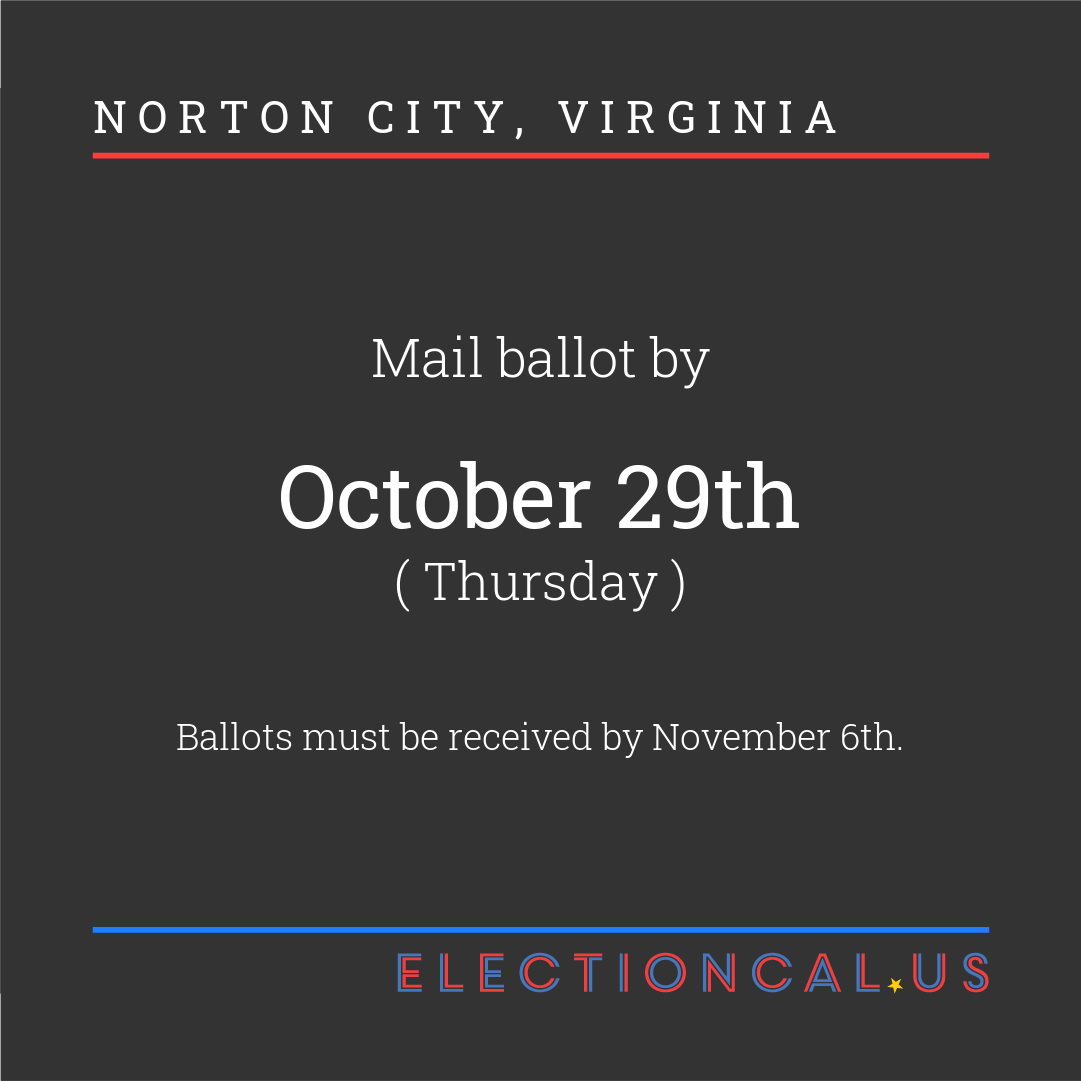 NORTON CITY, VIRGINIA
Mail ballot by
October 29th
( Thursday )
Ballots must be received by November 6th.
ELECTIONCAL.US